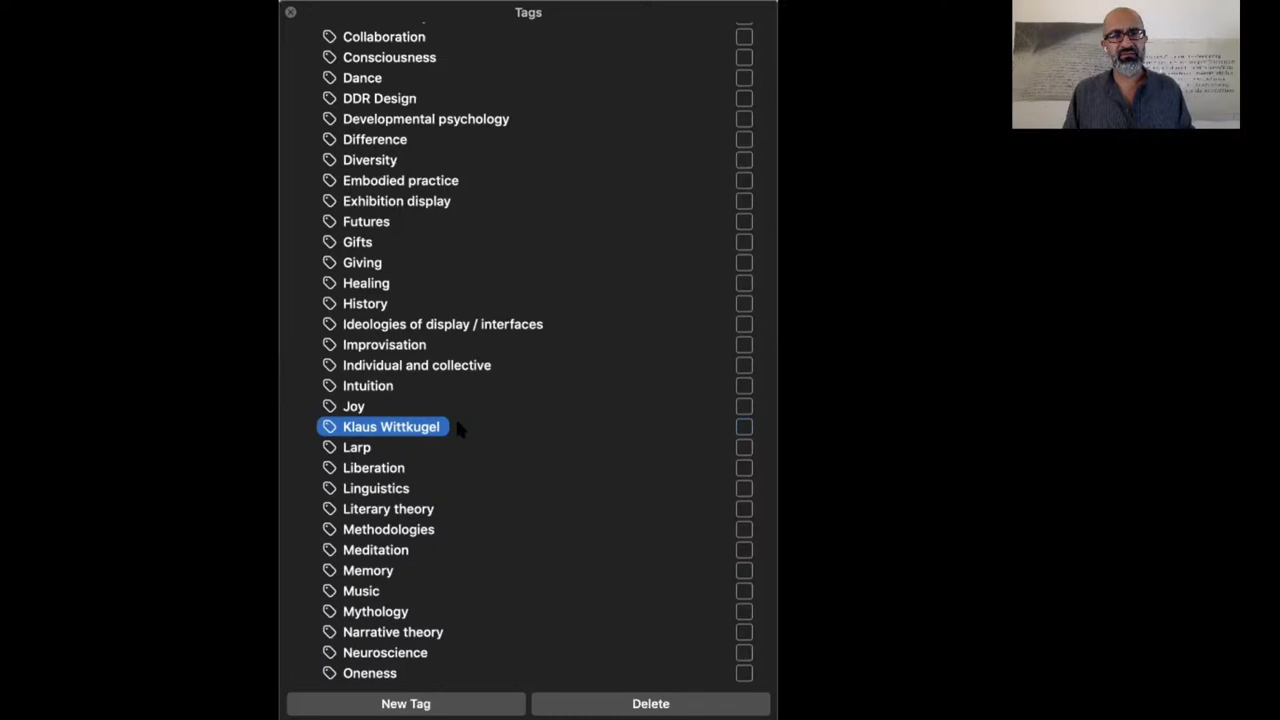 Tags
Collaboration
Consciousness
Dance
DDR Design
Developmental psychology
Difference
Diversity
Embodied practice
Exhibition display
Futures
Gifts
Giving
Healing
History
Ideologies of display / interfaces
Improvisation
Individual and collective
Intuition
Joy
Klaus Wittkugel
Larp
Liberation
Linguistics
Literary theory
Methodologies
Meditation
Memory
Music
Mythology
Narrative theory
Neuroscience
Oneness
New Tag
Delete